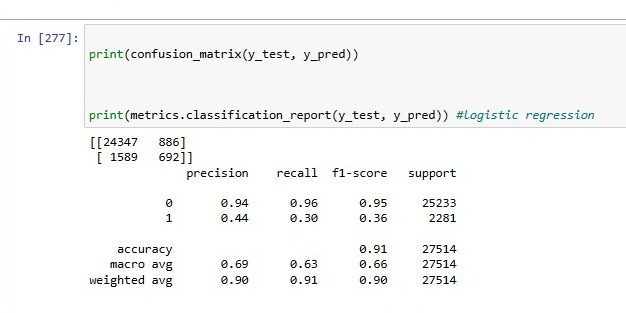 In [277]:
print(confusion_matrix(y_test, y_pred))
print(metrics.classification_report(y_test, y_pred)) #logistic regression
[[24347   886]
 [ 1589   692]]
precision recall f1-score support
0 0.94 0.96 0.95 25233
1 0.44 0.30 0.36 2281
accuracy 0.91 27514
macro avg 0.69 0.63 0.66 27514
weighted avg 0.90 0.91 0.90 27514